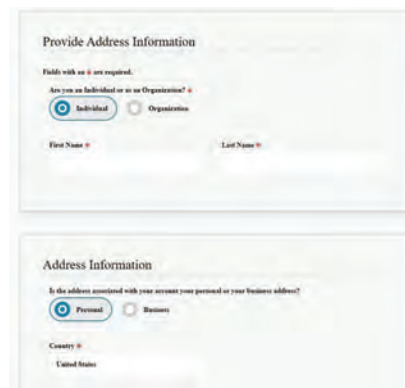 Provide Address Information
Fields with an * are required.
Are you an Individual or as an Organization? *
Individual Organization
First Name * Last Name *
Address Information
Is the address associated with your account your personal or your business address?
Personal Business
Country *
United States